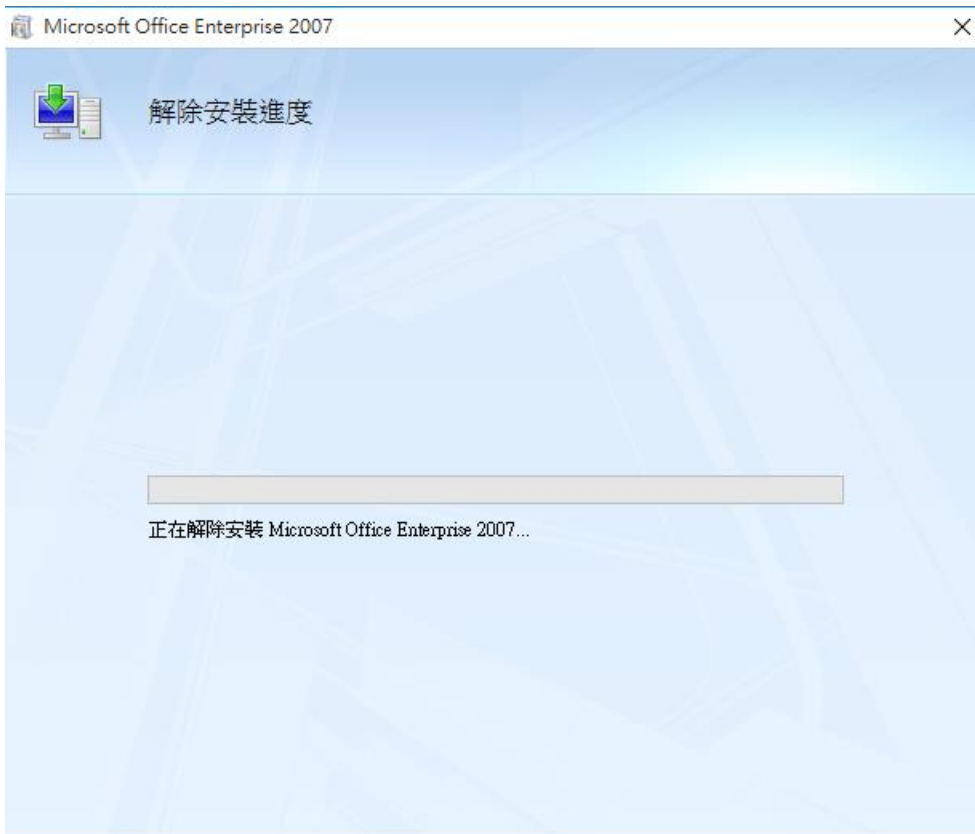 Microsoft Office Enterprise 2007
解除安裝進度
正在解除安裝 Microsoft Office Enterprise 2007...